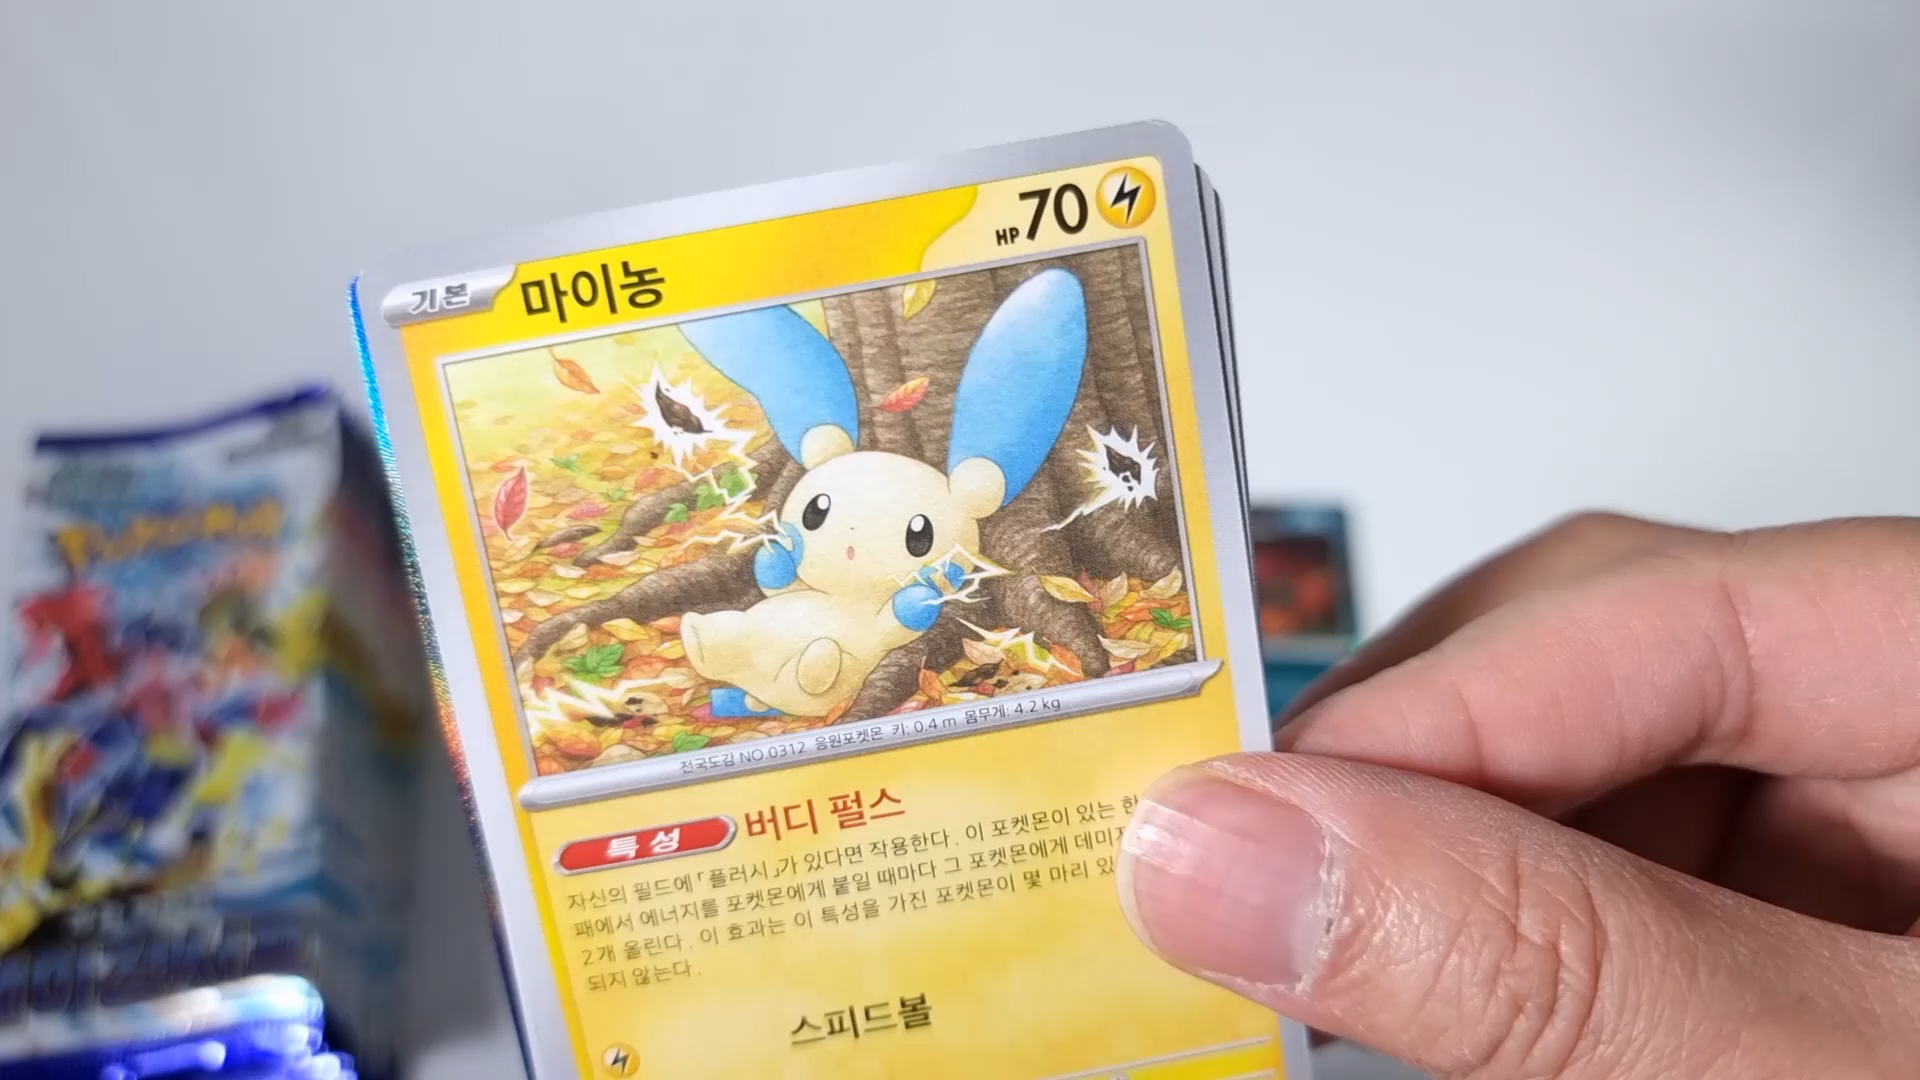 기본 마이농 HP 70
전국도감 NO 0312 응원포켓몬 키: 0.4 m 몸무게: 4.2 kg
특성 버디 펄스
자신의 필드에 「플러시」가 있다면 작용한다. 이 포켓몬이 있는 한
패에서 에너지를 포켓몬에게 붙일 때마다 그 포켓몬에게 데미지
2개 올린다. 이 효과는 이 특성을 가진 포켓몬이 몇 마리 있
되지 않는다.
스피드볼
Pokémon